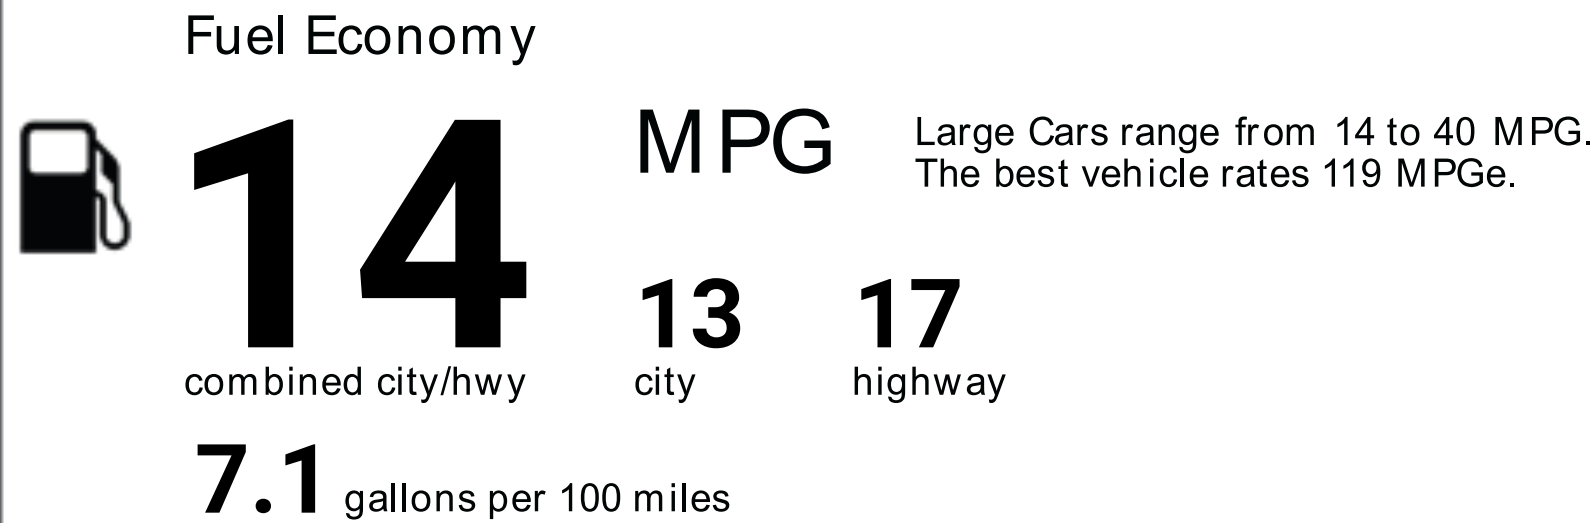 Fuel Economy
14 MPG
Large Cars range from 14 to 40 MPG.
The best vehicle rates 119 MPGe.
13 17
combined city/hwy city highway
7.1 gallons per 100 miles